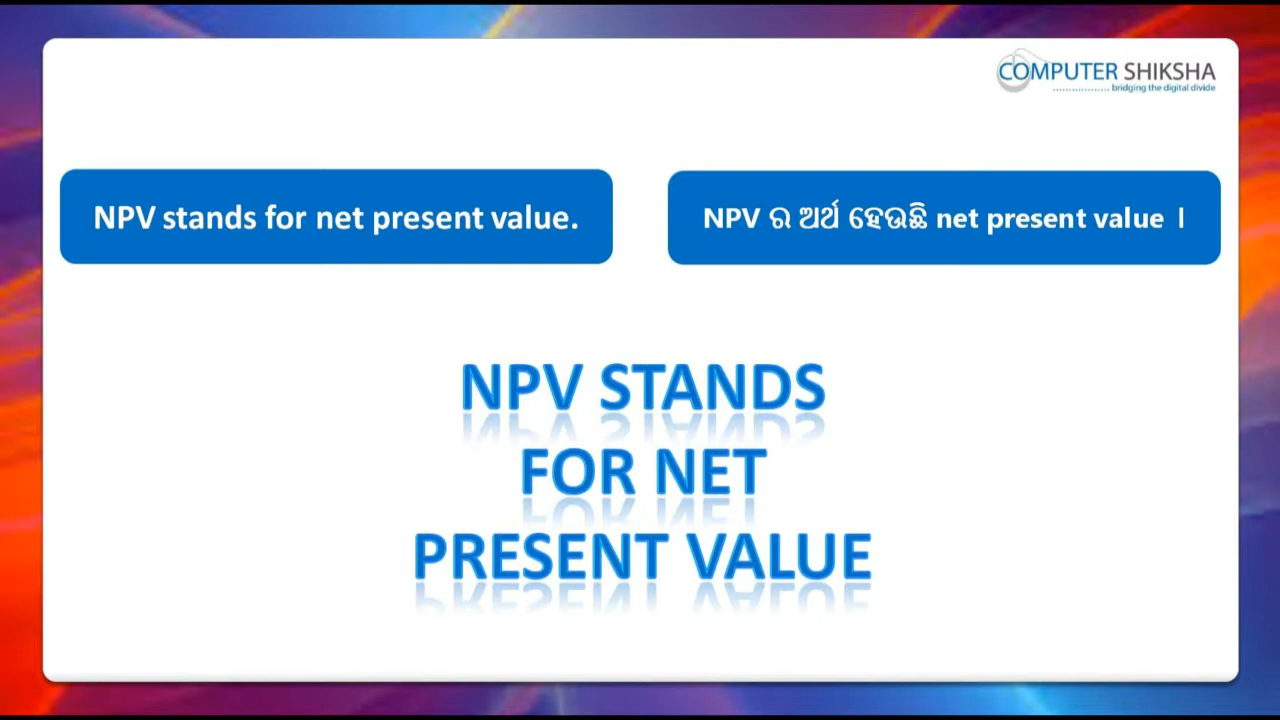 COMPUTER SHIKSHA
.................. bridging the digital divide
NPV stands for net present value.
NPV ର ଅର୍ଥ ହେଉଛି net present value ।
NPV STANDS
FOR NET
PRESENT VALUE